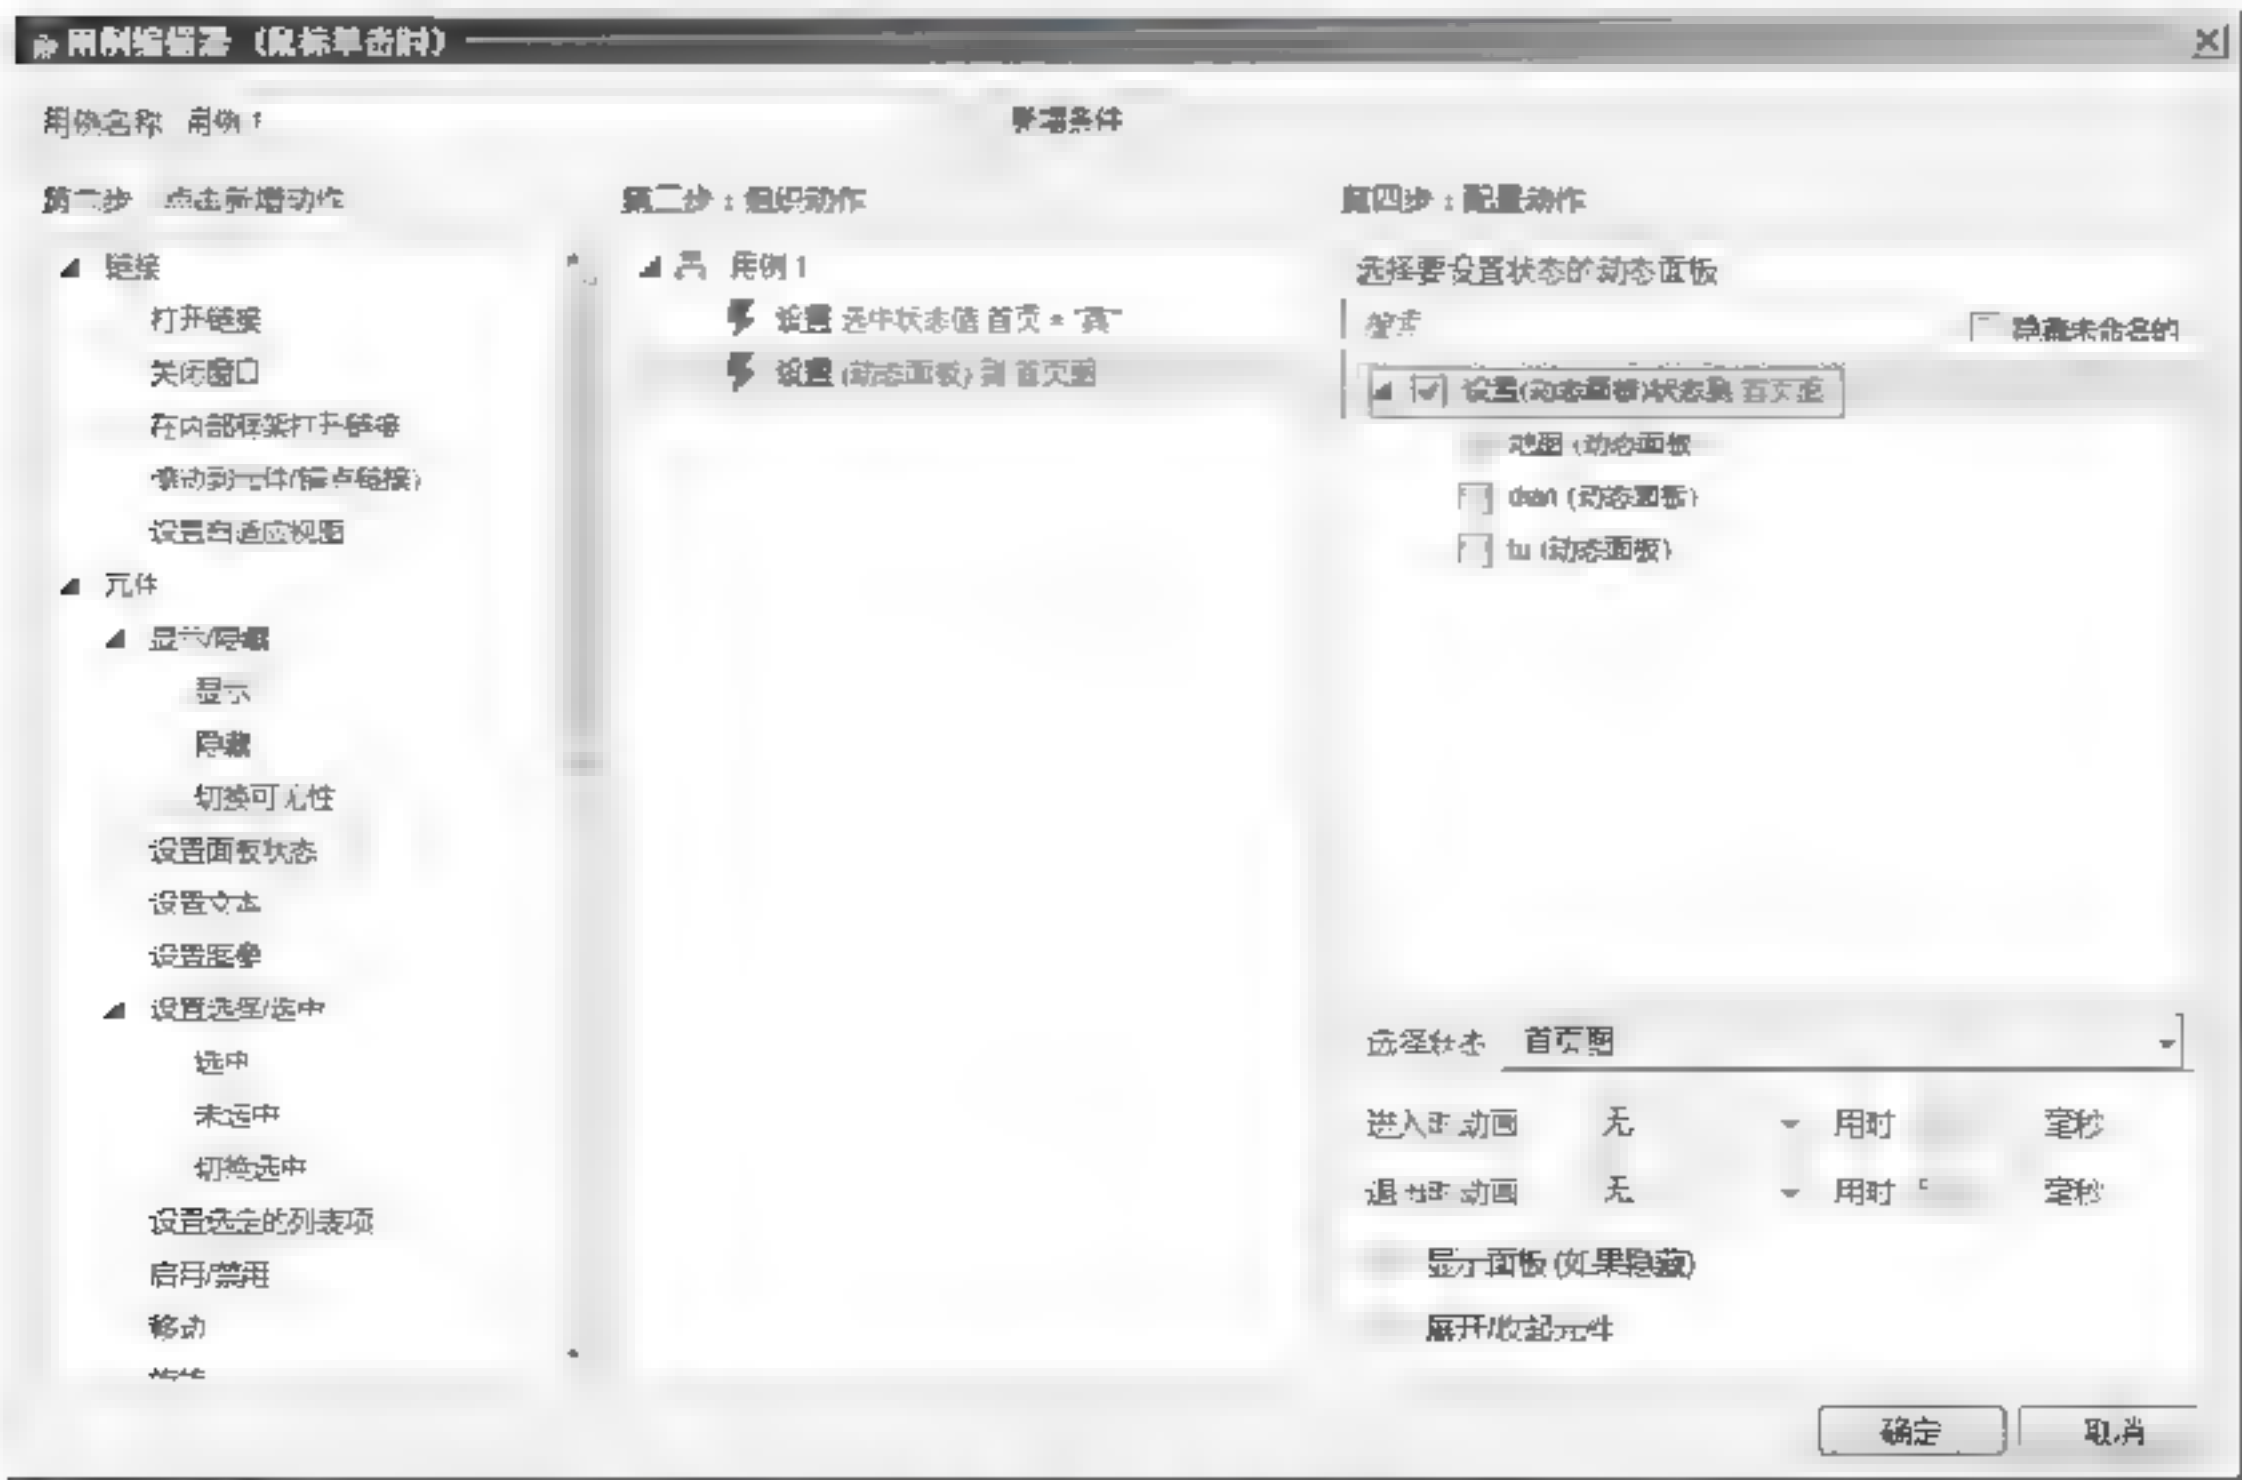 用例编辑器（鼠标单击时）
用例名称 用例 1
新增条件
第二步 点击新增动作
链接
打开链接
关闭窗口
在内部框架打开链接
滚动到元件(锚点链接)
设置自适应视图
元件
显示/隐藏
显示
隐藏
切换可见性
设置面板状态
设置文本
设置图像
设置选择/选中
选中
未选中
切换选中
设置选定的列表项
启用/禁用
移动
第三步：组织动作
用例 1
设置 选中状态值 首页 = "真"
设置 (动态面板) 到 首页图
第四步：配置动作
选择要设置状态的动态面板
搜索
隐藏未命名的
设置(动态面板)状态到 首页图
地图 (动态面板
(动态面板)
tu (动态面板)
选择状态 首页图
进入时动画 无 用时 毫秒
退出时动画 无 用时 毫秒
显示面板 (如果隐藏)
展开/收起元件
确定 取消